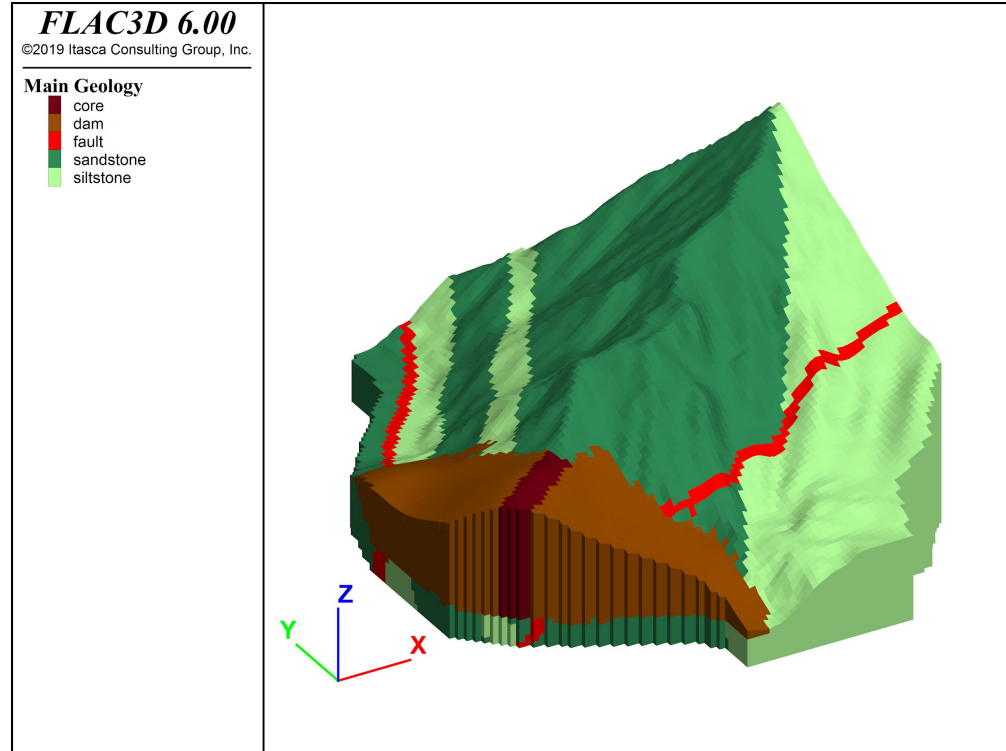 FLAC3D 6.00
©2019 Itasca Consulting Group, Inc.
Main Geology
core
dam
fault
sandstone
siltstone
Z
Y
X